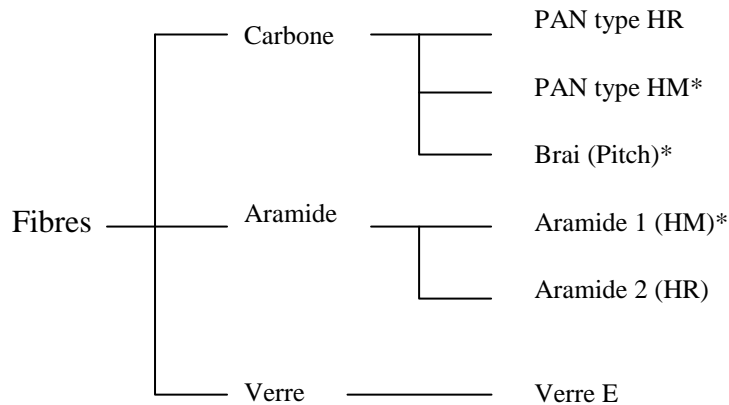 Carbone
PAN type HR
PAN type HM*
Brai (Pitch)*
Fibres
Aramide
Aramide 1 (HM)*
Aramide 2 (HR)
Verre
Verre E